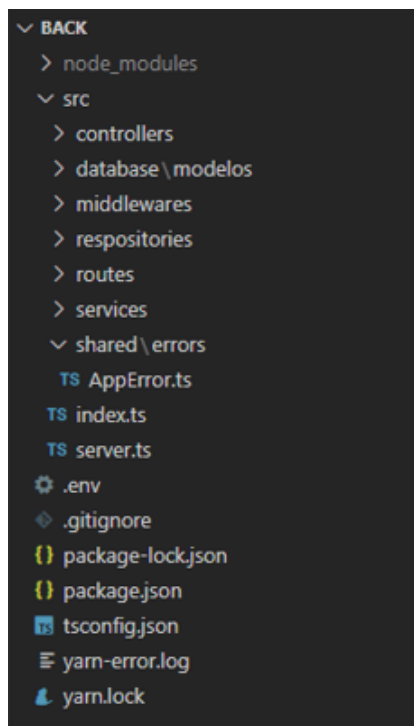 BACK
node_modules
src
controllers
database\modelos
middlewares
respositories
routes
services
shared\errors
TS AppError.ts
TS index.ts
TS server.ts
.env
.gitignore
{} package-lock.json
{} package.json
TS tsconfig.json
yarn-error.log
yarn.lock